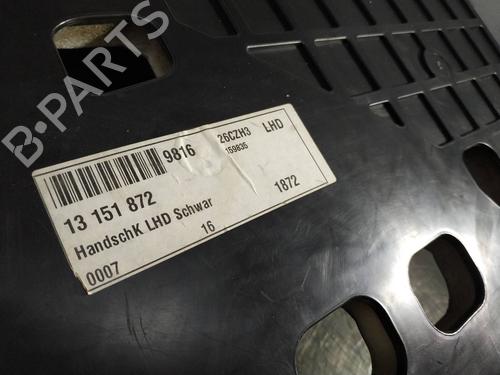 B-PARTS
9816 26CZH3 LHD
159835
13 151 872
HandschK LHD Schwar 1872
16
0007